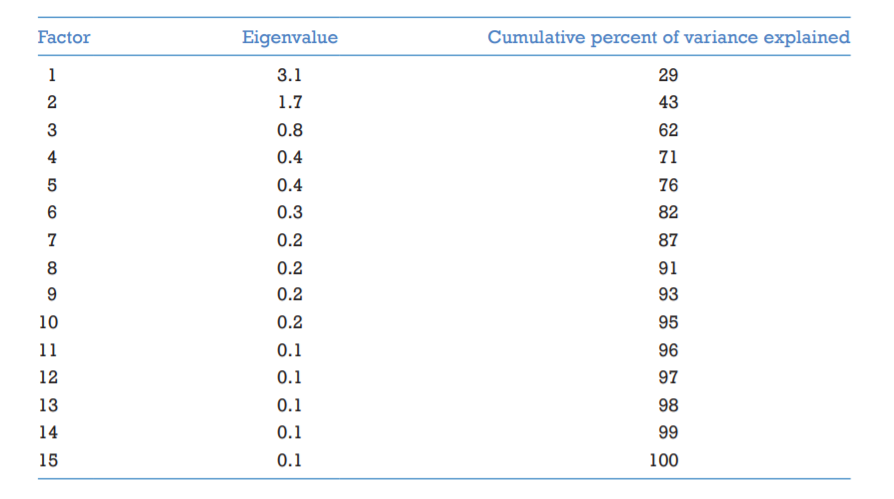 Factor Eigenvalue Cumulative percent of variance explained
1 3.1 29
2 1.7 43
3 0.8 62
4 0.4 71
5 0.4 76
6 0.3 82
7 0.2 87
8 0.2 91
9 0.2 93
10 0.2 95
11 0.1 96
12 0.1 97
13 0.1 98
14 0.1 99
15 0.1 100